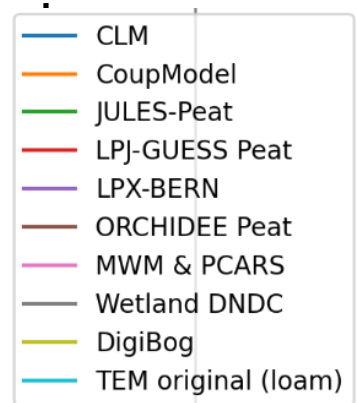 CLM
CoupModel
JULES-Peat
LPJ-GUESS Peat
LPX-BERN
ORCHIDEE Peat
MWM & PCARS
Wetland DNDC
DigiBog
TEM original (loam)